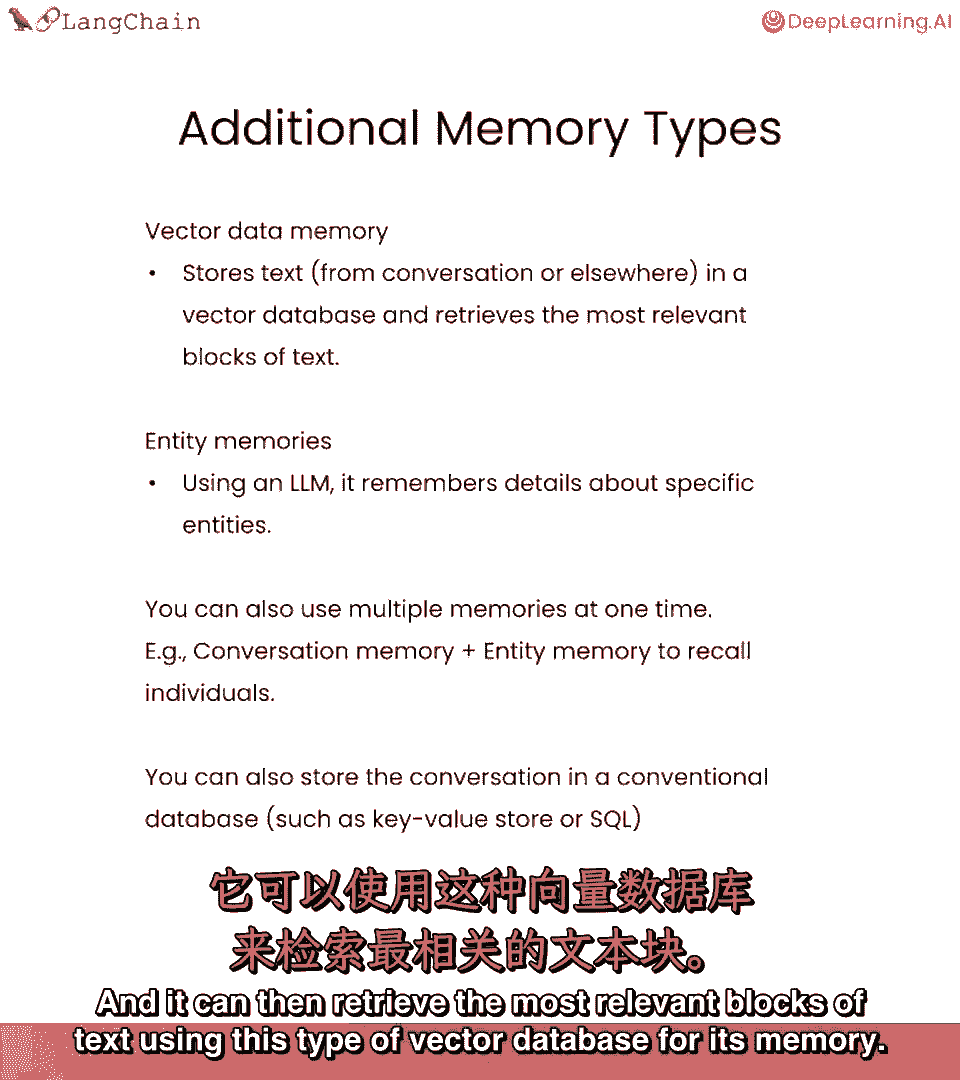 LangChain
DeepLearning.AI
Additional Memory Types
Vector data memory
• Stores text (from conversation or elsewhere) in a
vector database and retrieves the most relevant
blocks of text.
Entity memories
• Using an LLM, it remembers details about specific
entities.
You can also use multiple memories at one time.
E.g., Conversation memory + Entity memory to recall
individuals.
You can also store the conversation in a conventional
database (such as key-value store or SQL)
它可以使用这种向量数据库
来检索最相关的文本块。
And it can then retrieve the most relevant blocks of
text using this type of vector database for its memory.